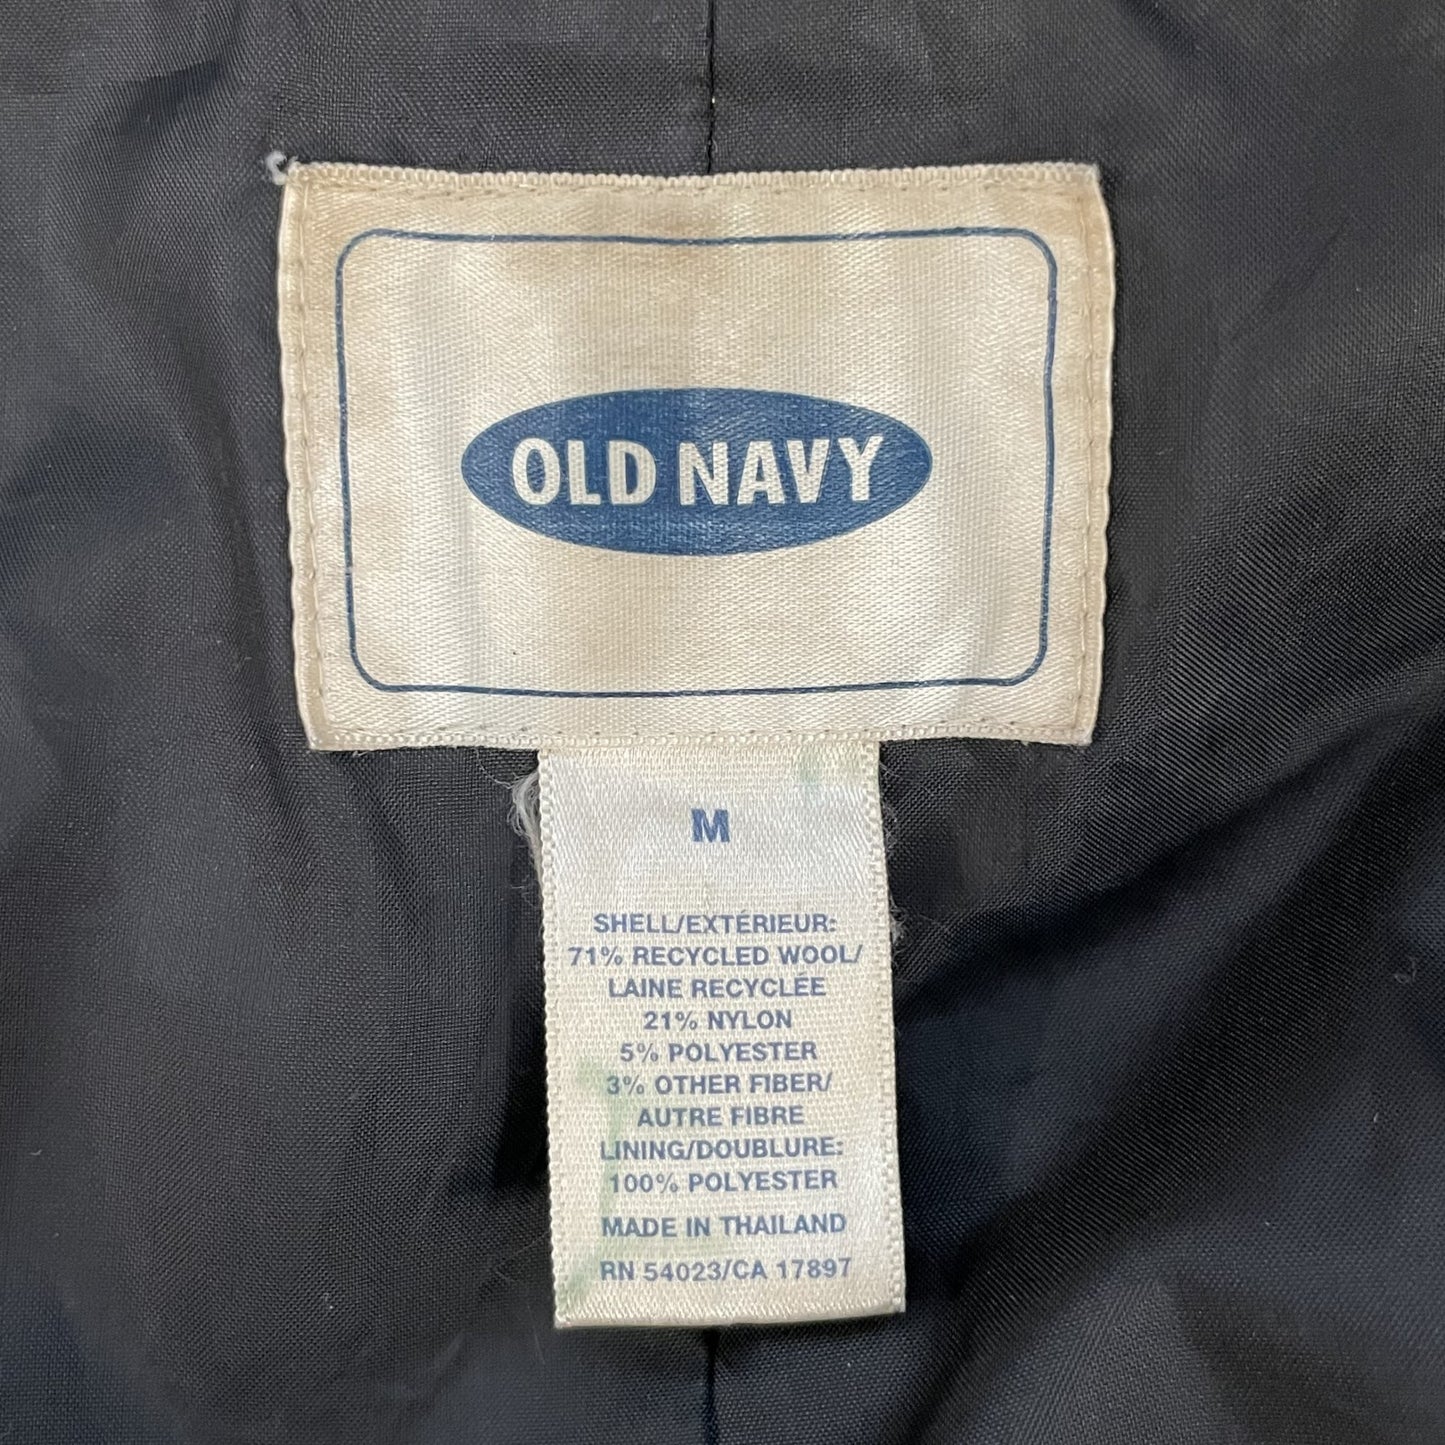 OLD NAVY
M
SHELL/EXTÉRIEUR:
71% RECYCLED WOOL/
LAINE RECYCLÉE
21% NYLON
5% POLYESTER
3% OTHER FIBER/
AUTRE FIBRE
LINING/DOUBLURE:
100% POLYESTER
MADE IN THAILAND
RN 54023/CA 17897